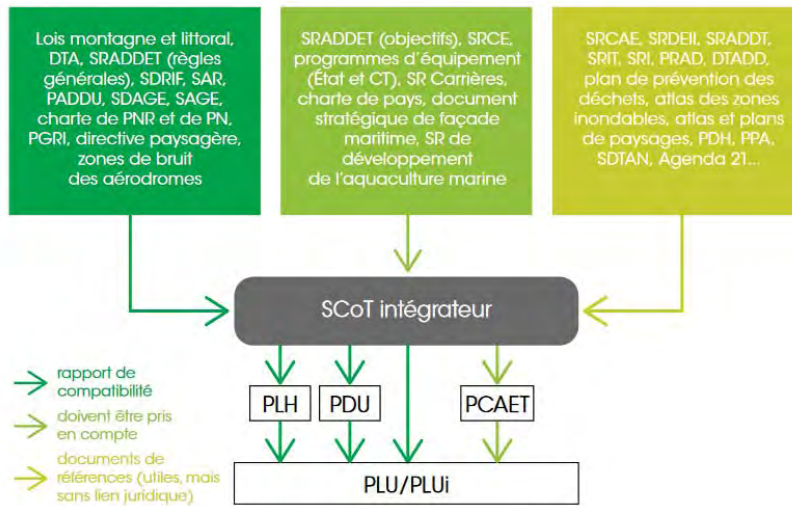 Lois montagne et littoral,
DTA, SRADDET (règles
générales), SDRIF, SAR,
PADDU, SDAGE, SAGE,
charte de PNR et de PN,
PGRI, directive paysagère,
zones de bruit
des aérodromes
SRADDET (objectifs), SRCE,
programmes d'équipement
(État et CT), SR Carrières,
charte de pays, document
stratégique de façade
maritime, SR de
développement
de l'aquaculture marine
SRCAE, SRDEII, SRADDT,
SRIT, SRI, PRAD, DTADD,
plan de prévention des
déchets, atlas des zones
inondables, atlas et plans
de paysages, PDH, PPA,
SDTAN, Agenda 21...
SCoT intégrateur
rapport de
compatibilité
doivent être pris
en compte
documents de
références (utiles, mais
sans lien juridique)
PLH
PDU
PCAET
PLU/PLUi